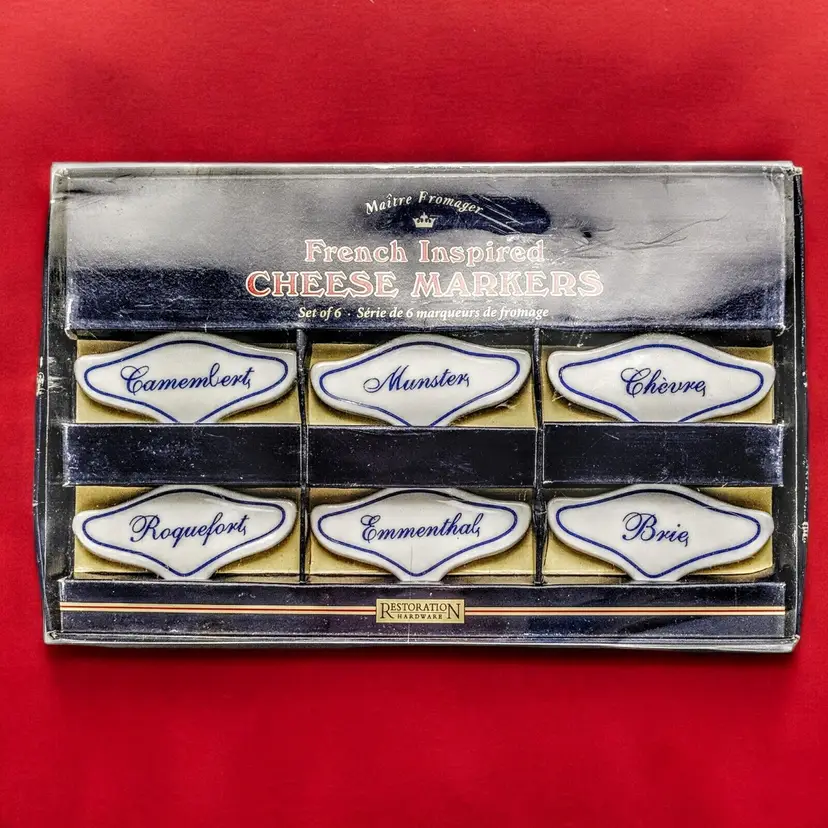 Maître Fromager
French Inspired
CHEESE MARKERS
Set of 6 Série de 6 marqueurs de fromage
Camembert
Munster
Chèvre
Roquefort
Emmenthal
Brie
RESTORATION
HARDWARE